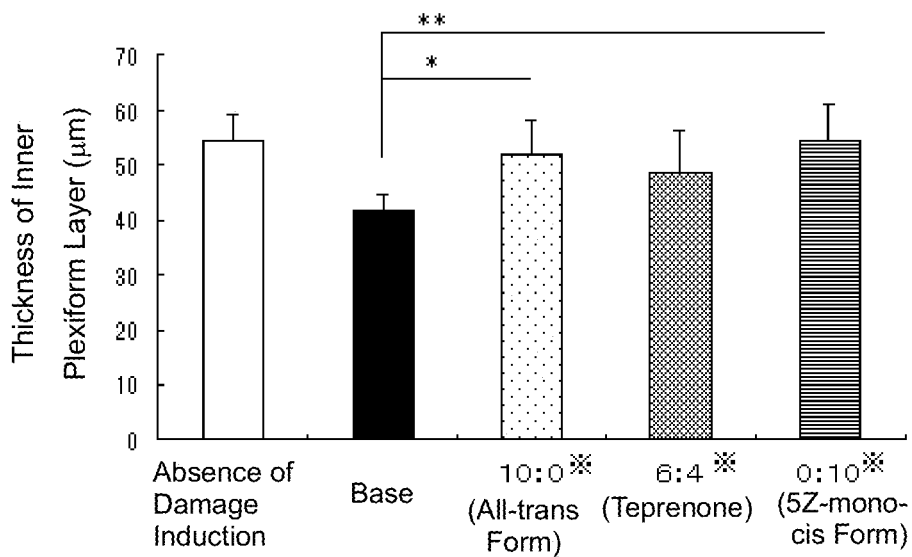 **
*
70
60
50
40
30
20
10
0
Thickness of Inner
Plexiform Layer (μm)
Absence of
Damage
Induction
Base
10:0※
(All-trans
Form)
6:4※
(Teprenone)
0:10※
(5Z-mono-
cis Form)